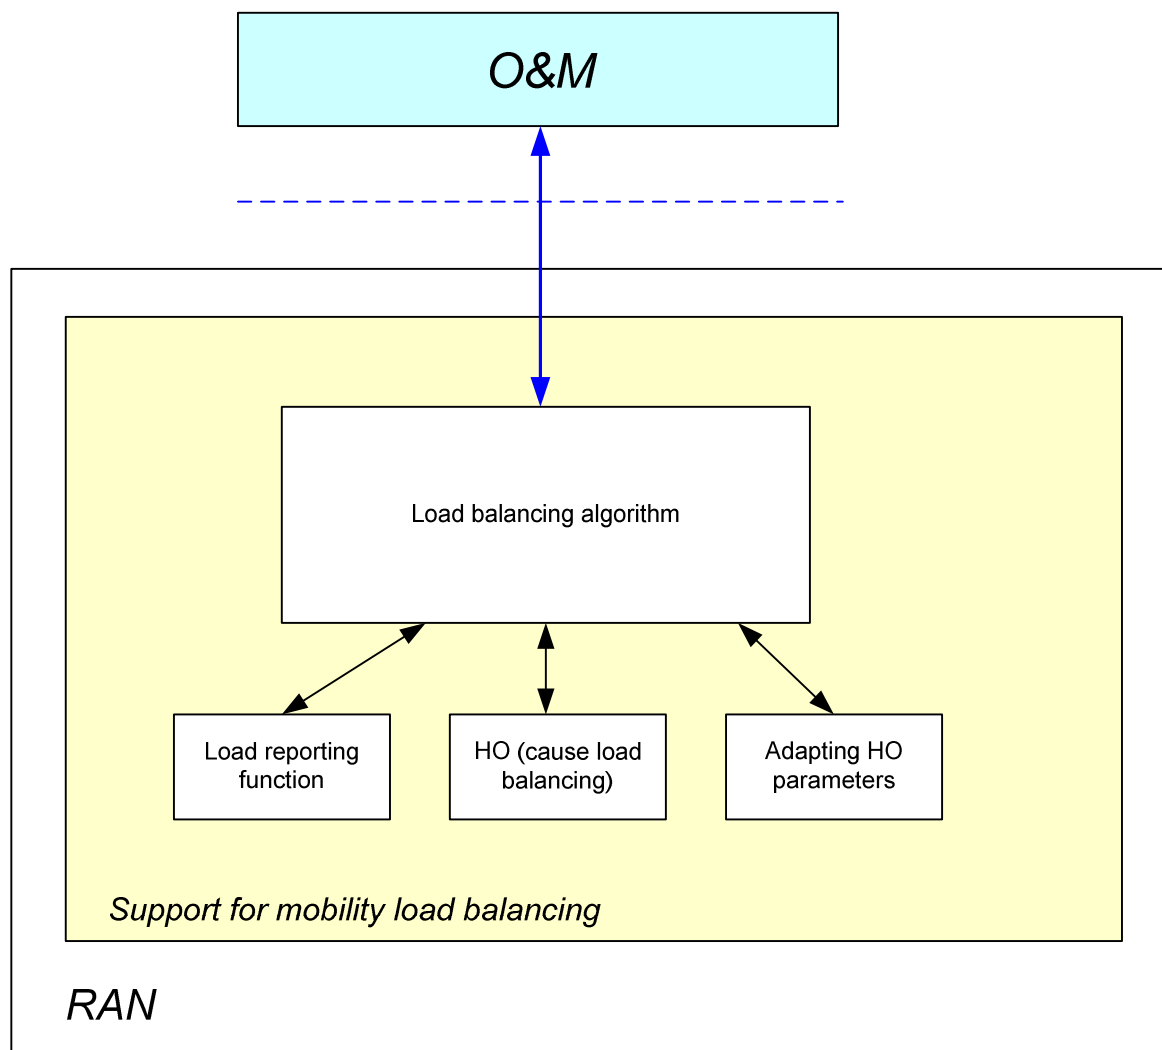 O&M
Load balancing algorithm
Load reporting
function
HO (cause load
balancing)
Adapting HO
parameters
Support for mobility load balancing
RAN